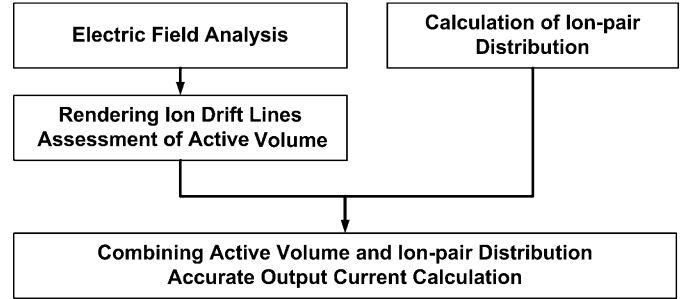 Electric Field Analysis
Calculation of Ion-pair
Distribution
Rendering Ion Drift Lines
Assessment of Active Volume
Combining Active Volume and Ion-pair Distribution
Accurate Output Current Calculation